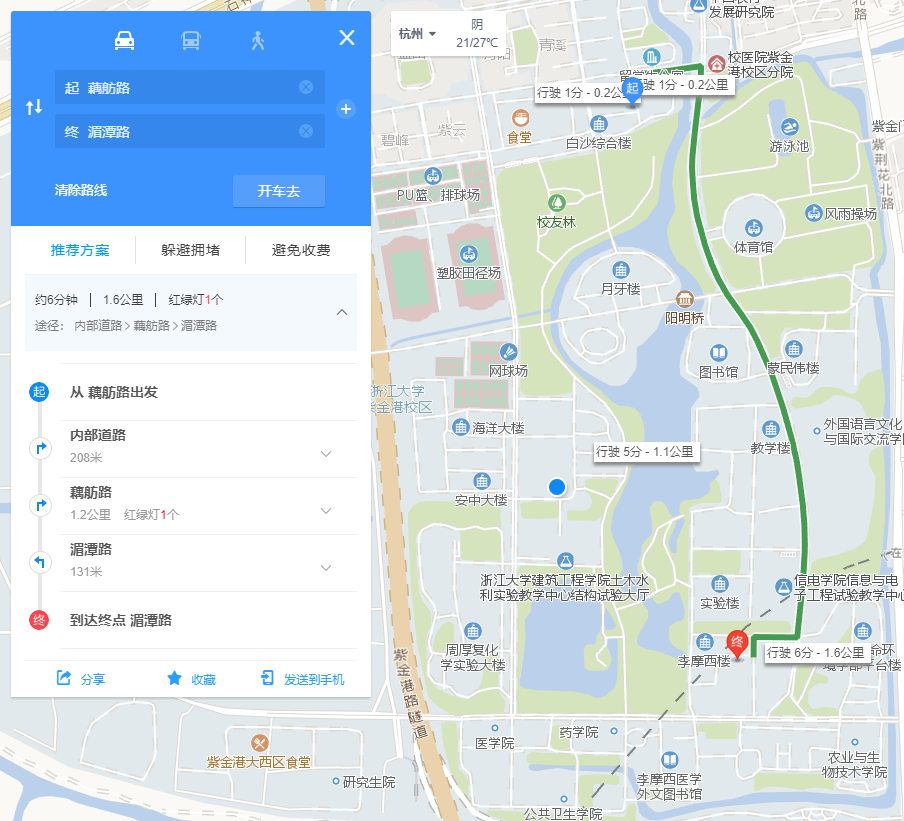 起 藕舫路
终 湄潭路
清除路线
开车去
推荐方案
躲避拥堵
避免收费
约6分钟 | 1.6公里 | 红绿灯1个
途径： 内部道路 > 藕舫路 > 湄潭路
起
从 藕舫路出发
内部道路
208米
藕舫路
1.2公里 红绿灯1个
湄潭路
131米
终
到达终点 湄潭路
分享
收藏
发送到手机
杭州
阴
21/27℃
发展研究院
青溪
校医院紫金
港校区分院
行驶 1分 - 0.2公
起
驶 1分 - 0.2公里
碧峰
紫云
食堂
白沙综合楼
游泳池
紫荆花北路
PU篮、排球场
校友林
风雨操场
体育馆
塑胶田径场
月牙楼
阳明桥
网球场
图书馆
蒙民伟楼
浙江大学
紫金港校区
海洋大楼
外国语言文化
与国际交流学
教学楼
行驶 5分 - 1.1公里
安中大楼
浙江大学建筑工程学院土木水
利实验教学中心结构试验大厅
信电学院信息与电
子工程试验教学中心
实验楼
周厚复化
学实验大楼
李摩西楼
终
行驶 6分 - 1.6公里
紫金港路隧道
医学院
药学院
紫金港大西区食堂
研究生院
李摩西医学
外文图书馆
农业与生
物技术学院
公共卫生学院